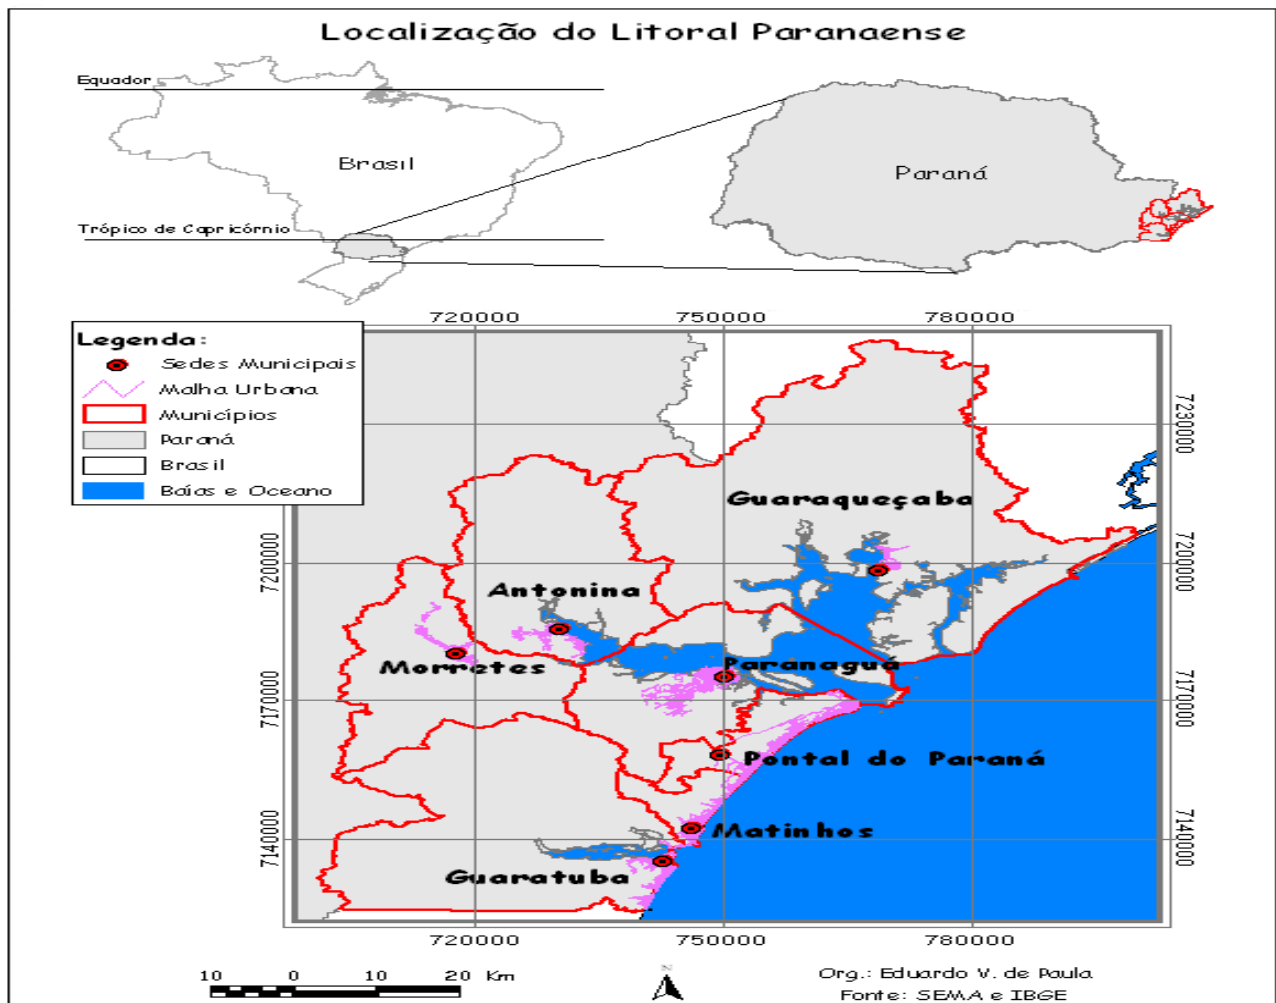 Localização do Litoral Paranaense
Equador
Brasil
Paraná
Trópico de Capricórnio
720000 750000 780000
Legenda:
Sedes Municipais
Malha Urbana
Municípios
Paraná
Brasil
Baías e Oceano
7230000
Guaraqueçaba
7200000 7200000
Antonina
Morretes
Paranaguá
7170000 7170000
Pontal do Paraná
Matinhos
7140000 7140000
Guaratuba
720000 750000 780000
10 0 10 20 Km
N
Org.: Eduardo V. de Paula
Fonte: SEMA e IBGE